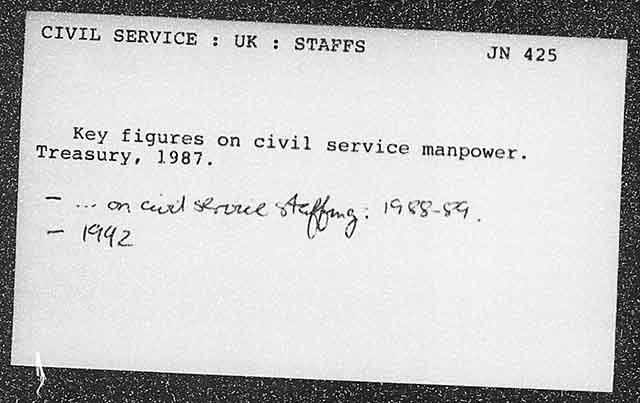 CIVIL SERVICE : UK : STAFFS JN 425
Key figures on civil service manpower.
Treasury, 1987.
- ... on civil service staffing: 1988-89.
- 1992